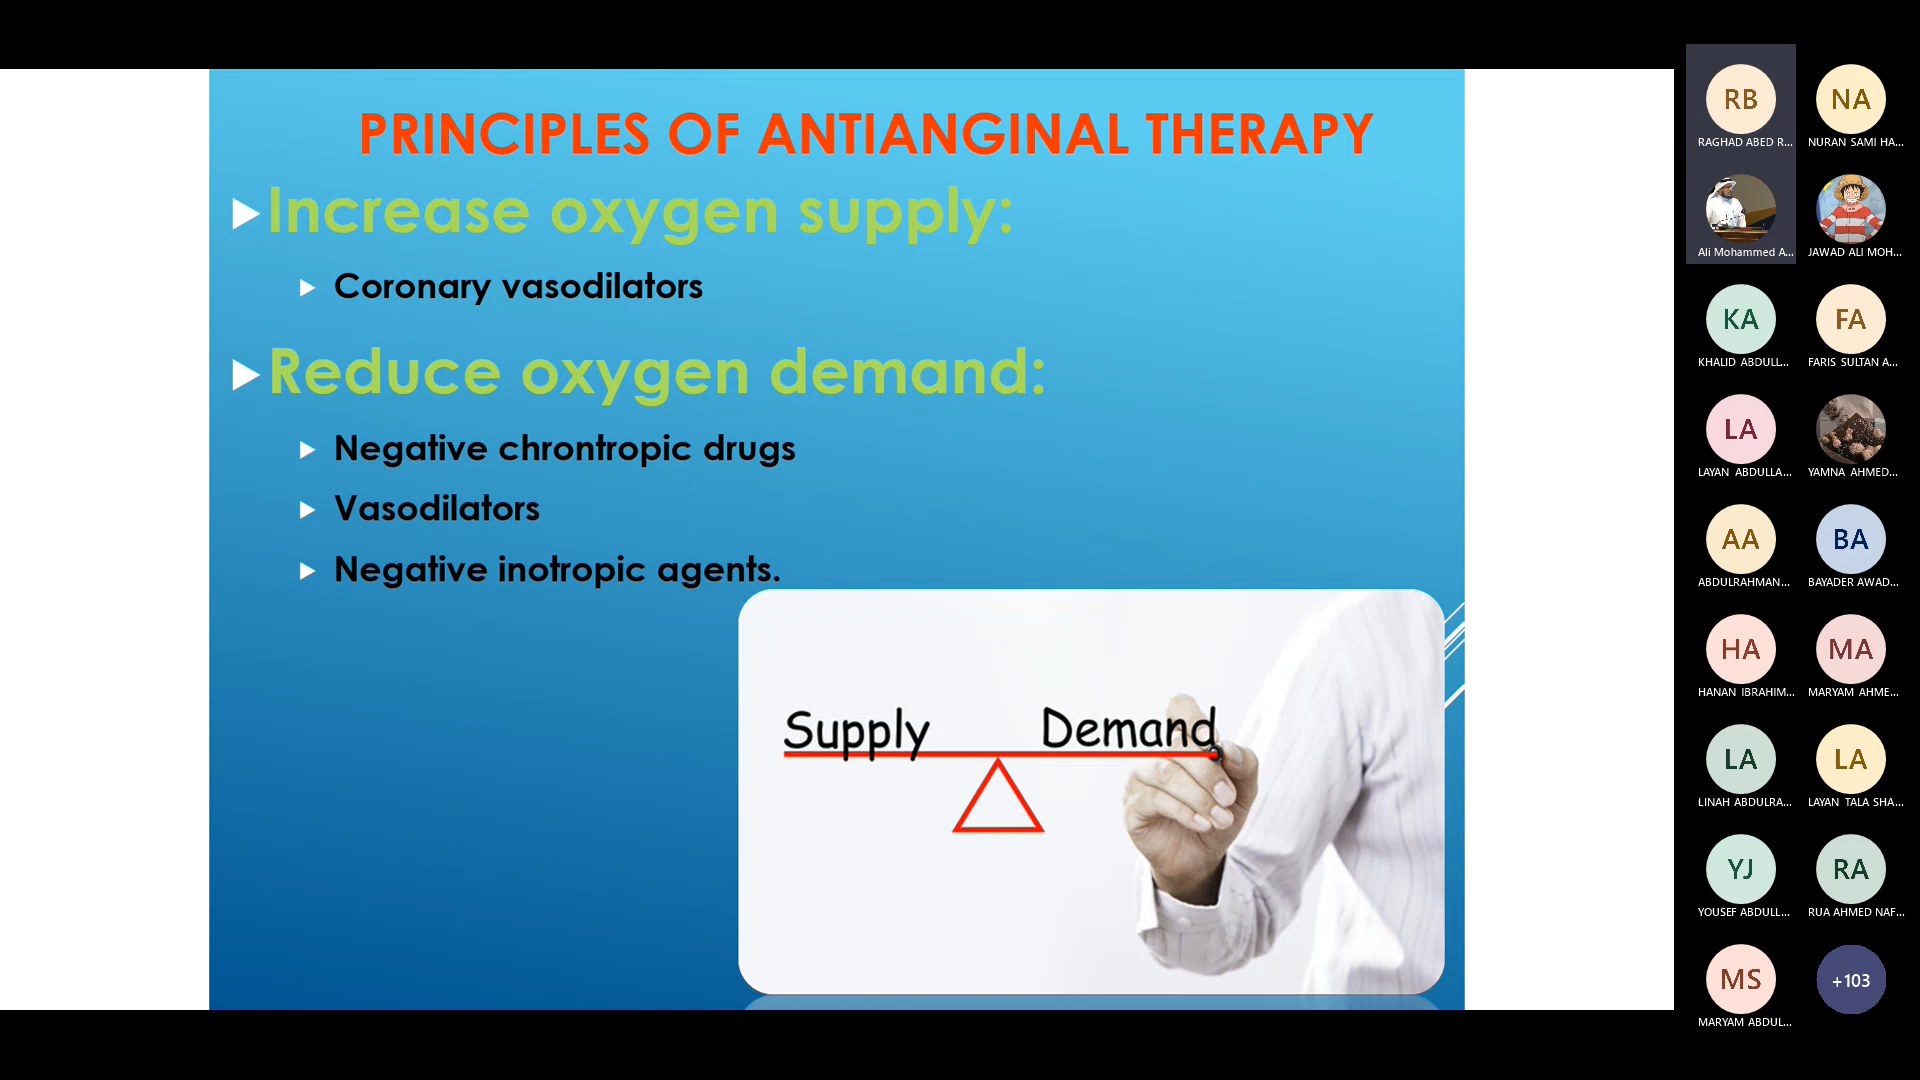 PRINCIPLES OF ANTIANGINAL THERAPY
Increase oxygen supply:
Coronary vasodilators
Reduce oxygen demand:
Negative chrontropic drugs
Vasodilators
Negative inotropic agents.
Supply Demand
RB NA
RAGHAD ABED R... NURAN SAMI HA...
Ali Mohammed A... JAWAD ALI MOH...
KA FA
KHALID ABDULL... FARIS SULTAN A...
LA
LAYAN ABDULLA... YAMNA AHMED...
AA BA
ABDULRAHMAN... BAYADER AWAD...
HA MA
HANAN IBRAHIM... MARYAM AHME...
LA LA
LINAH ABDULRA... LAYAN TALA SHA...
YJ RA
YOUSEF ABDULL... RUA AHMED NAF...
MS +103
MARYAM ABDUL...